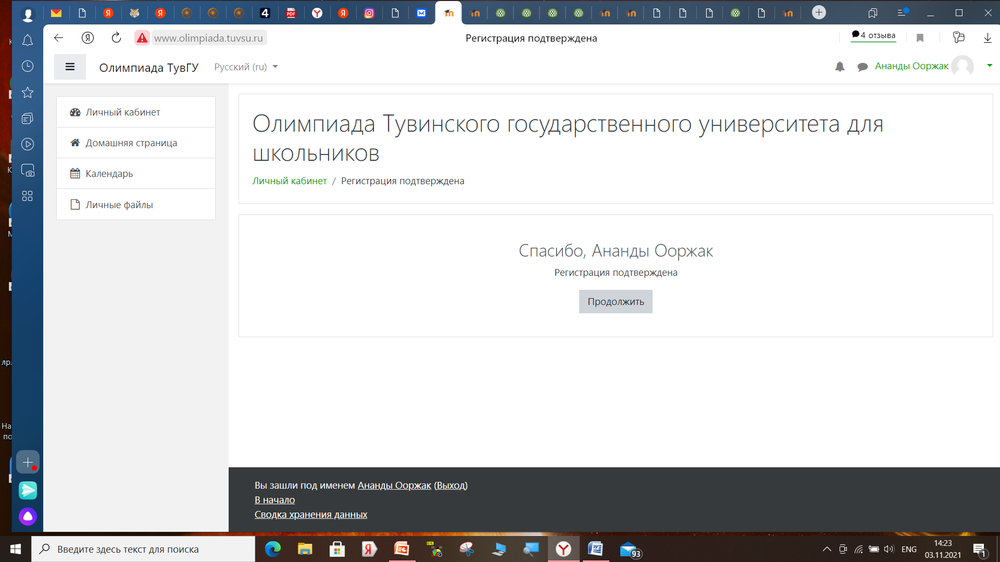 www.olimpiada.tuvsu.ru
Регистрация подтверждена
4 отзыва
Олимпиада ТувГУ
Русский (ru)
Ананды Ооржак
Личный кабинет
Домашняя страница
Календарь
Личные файлы
Олимпиада Тувинского государственного университета для
школьников
Личный кабинет / Регистрация подтверждена
Спасибо, Ананды Ооржак
Регистрация подтверждена
Продолжить
Вы зашли под именем Ананды Ооржак (Выход)
В начало
Сводка хранения данных
Введите здесь текст для поиска
93
ENG
14:23
03.11.2021
1